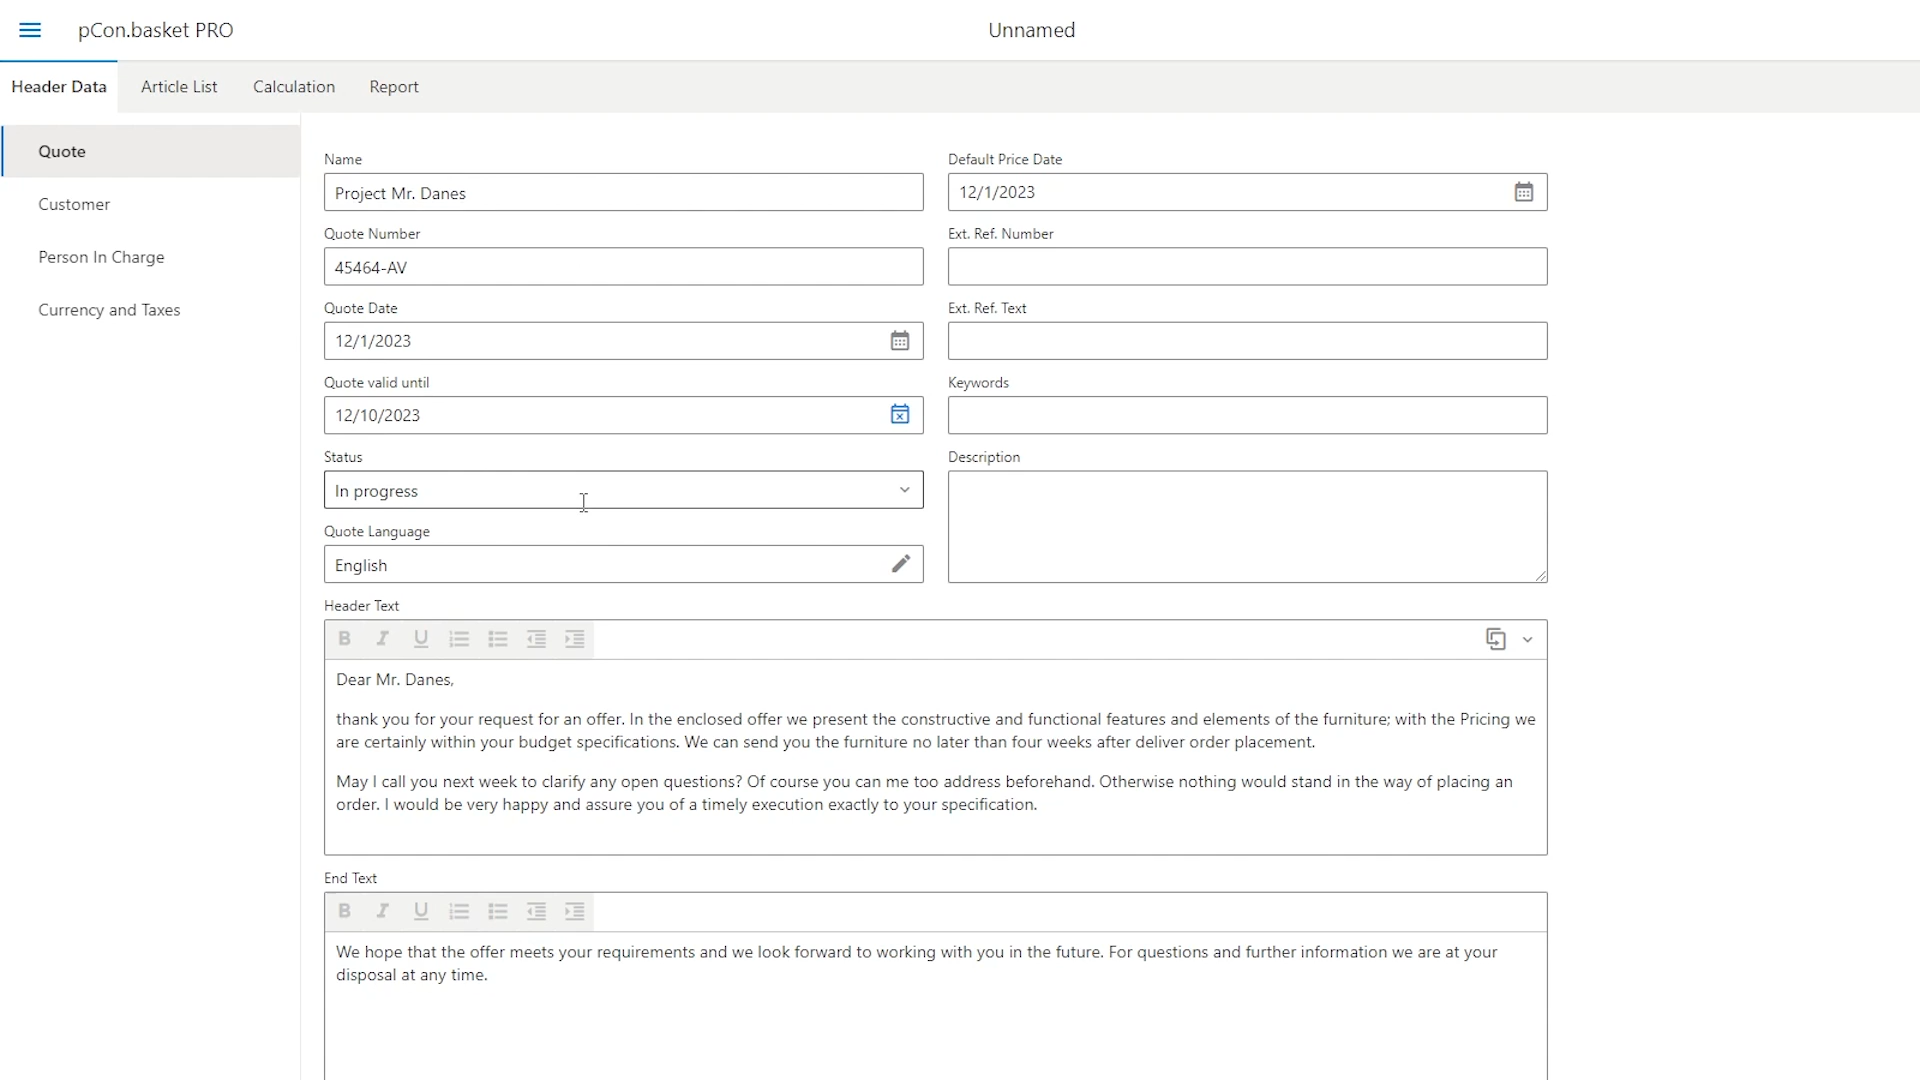 pCon.basket PRO
Unnamed
Header Data
Article List
Calculation
Report
Quote
Customer
Person In Charge
Currency and Taxes
Name
Project Mr. Danes
Quote Number
45464-AV
Quote Date
12/1/2023
Quote valid until
12/10/2023
Status
In progress
Quote Language
English
Default Price Date
12/1/2023
Ext. Ref. Number
Ext. Ref. Text
Keywords
Description
Header Text
B I U
Dear Mr. Danes,
thank you for your request for an offer. In the enclosed offer we present the constructive and functional features and elements of the furniture; with the Pricing we
are certainly within your budget specifications. We can send you the furniture no later than four weeks after deliver order placement.
May I call you next week to clarify any open questions? Of course you can me too address beforehand. Otherwise nothing would stand in the way of placing an
order. I would be very happy and assure you of a timely execution exactly to your specification.
End Text
B I U
We hope that the offer meets your requirements and we look forward to working with you in the future. For questions and further information we are at your
disposal at any time.